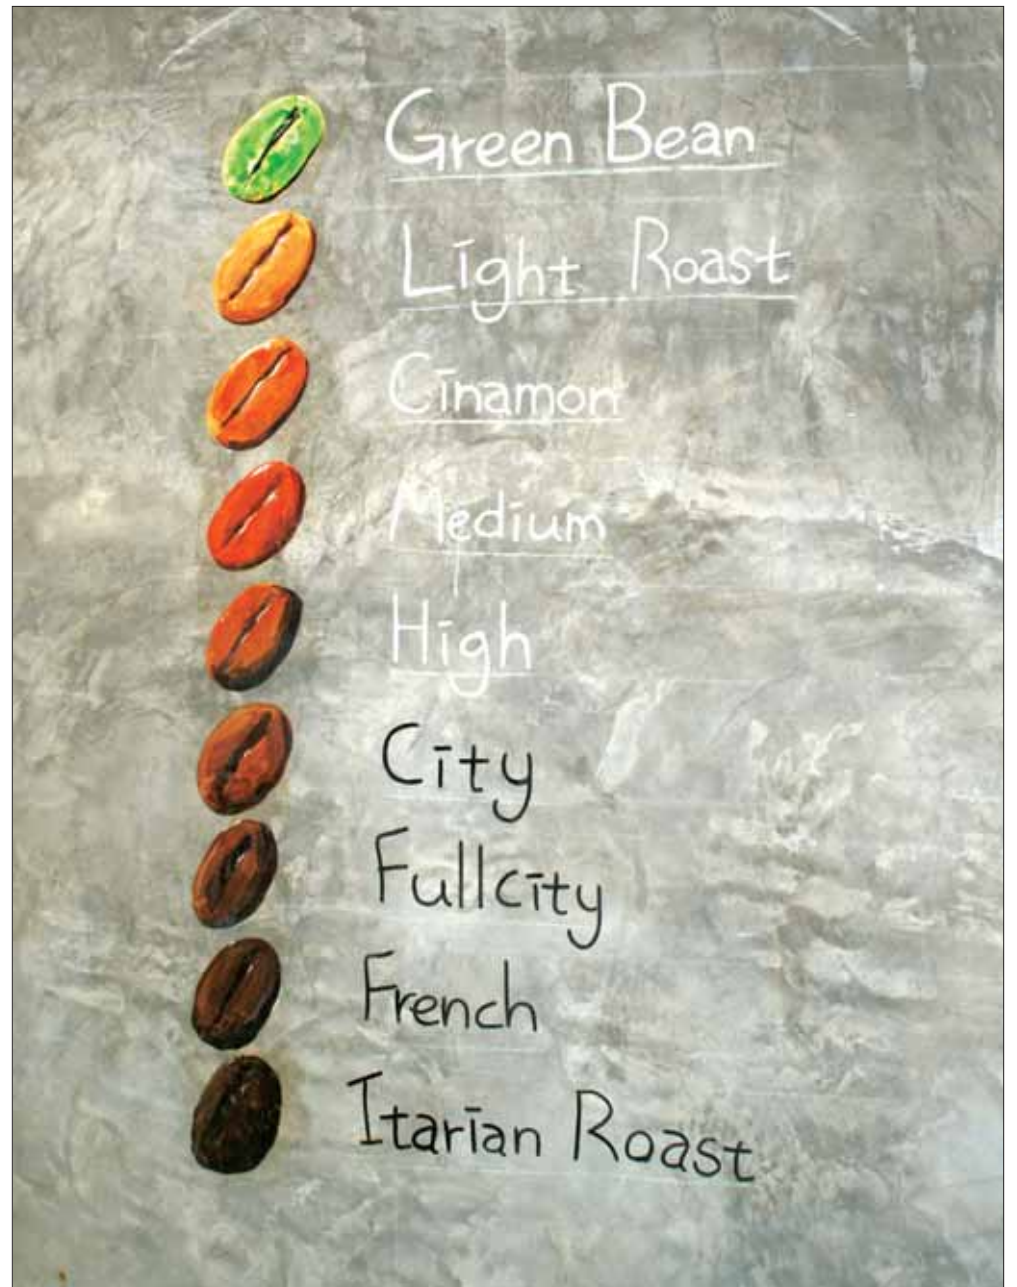 Green Bean
Light Roast
Cinamon
Medium
High
City
Fullcity
French
Itarian Roast